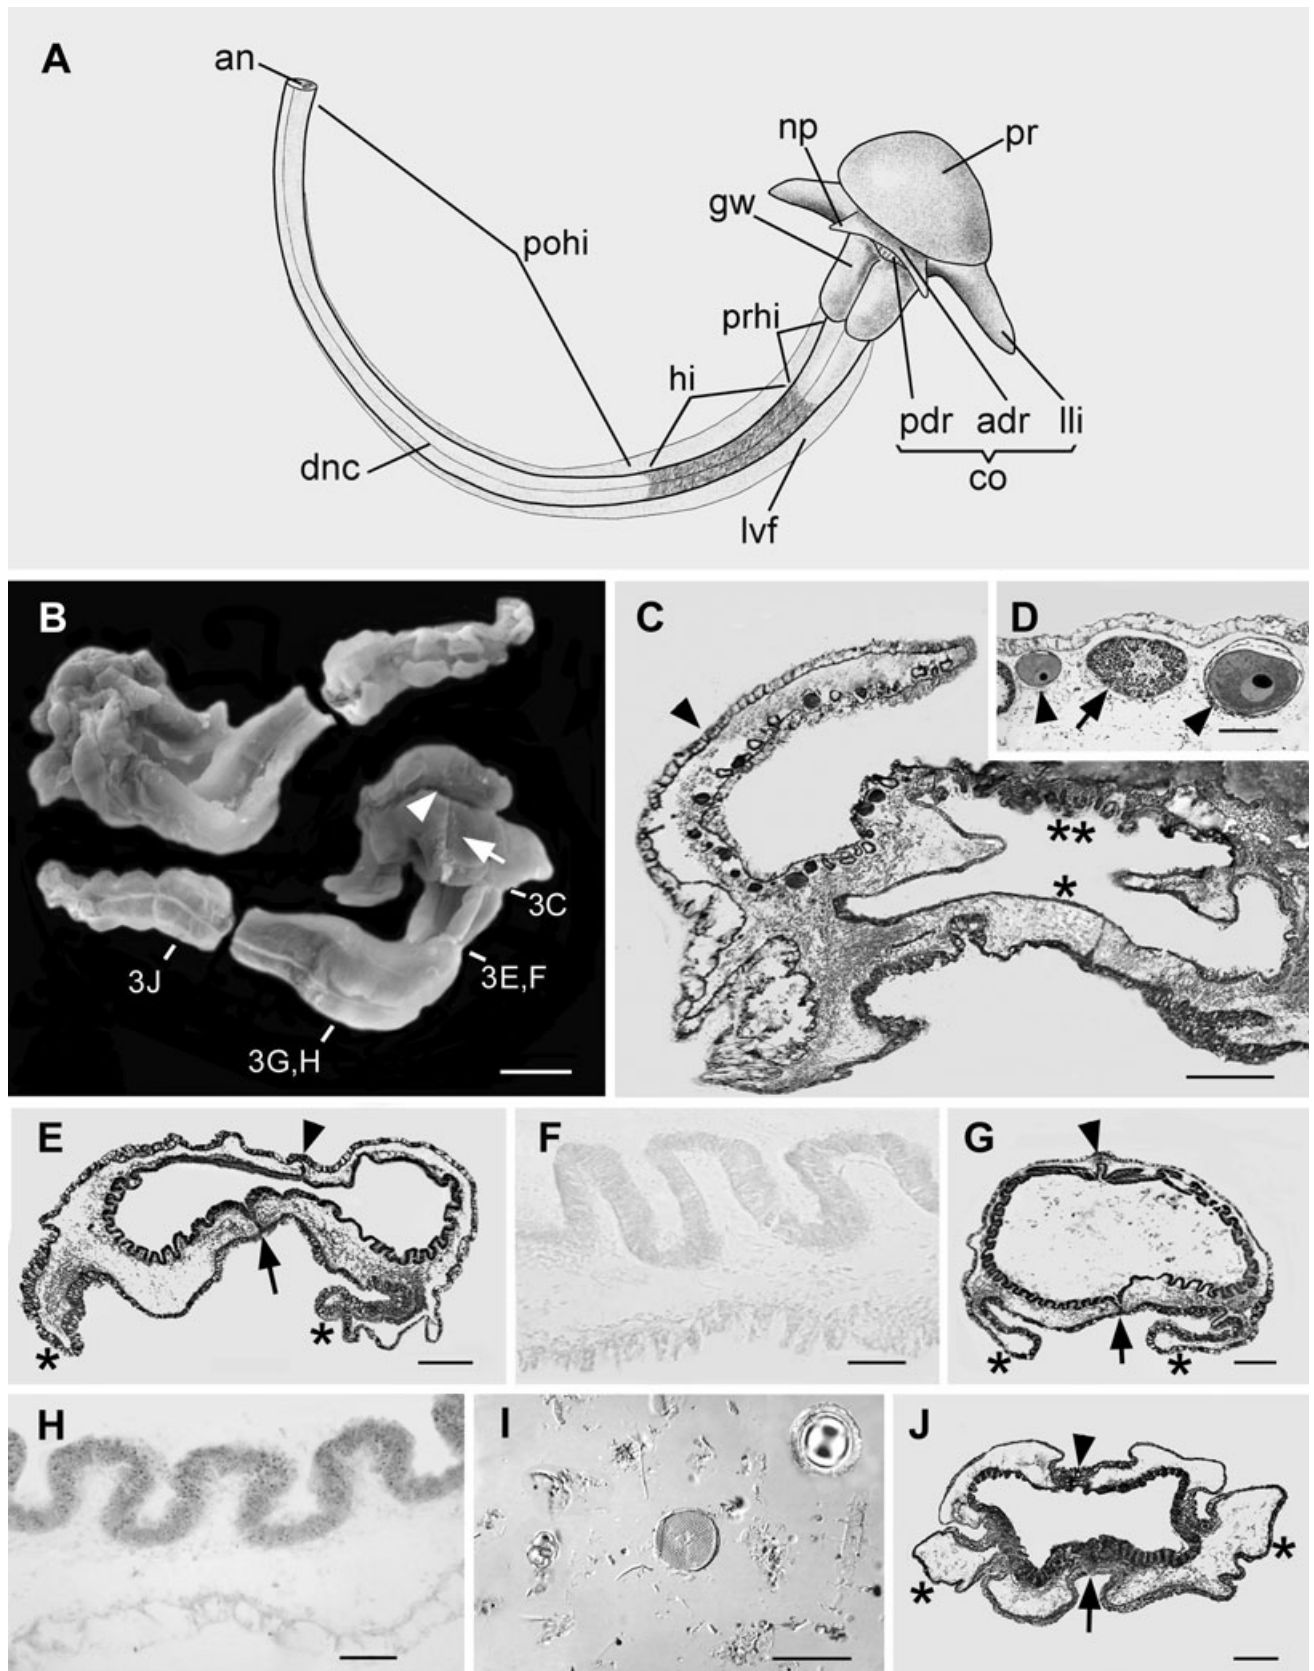 A
an
np
pr
gw
pohi
prhi
hi
pdr adr lli
co
dnc
lvf
B
C
D
3C
3J
3E,F
3G,H
*
**
*
E
F
G
*
*
*
*
H
I
J
*
*